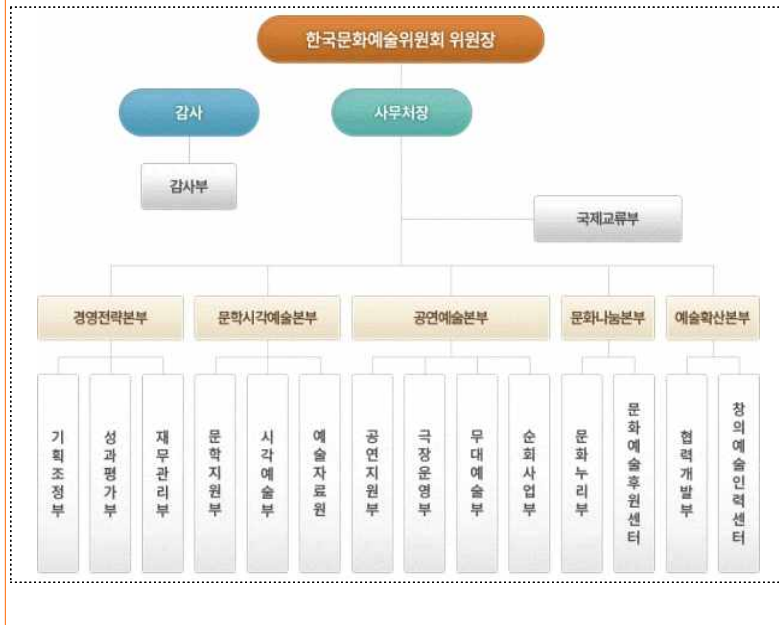 한국문화예술위원회 위원장
감사
사무처장
감사부
국제교류부
경영전략본부
문학시각예술본부
공연예술본부
문화나눔본부
예술확산본부
기획조정부
성과평가부
재무관리부
문학지원부
시각예술부
예술자료원
공연지원부
극장운영부
무대예술부
순회사업부
문화누리부
문화예술후원센터
협력개발부
창의예술인력센터